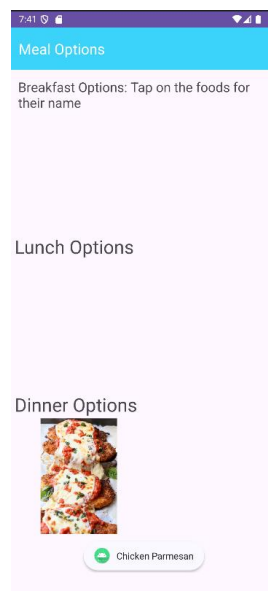 7:41
Meal Options
Breakfast Options: Tap on the foods for
their name
Lunch Options
Dinner Options
Chicken Parmesan